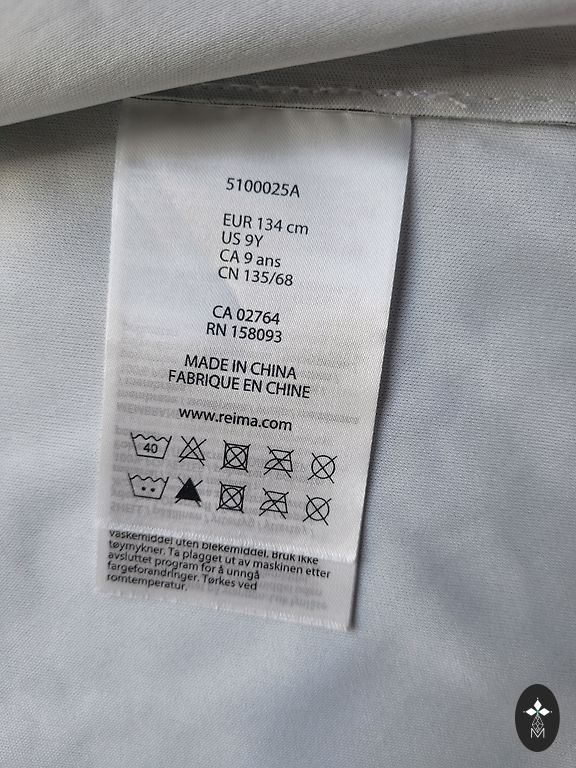 5100025A
EUR 134 cm
US 9Y
CA 9 ans
CN 135/68
CA 02764
RN 158093
MADE IN CHINA
FABRIQUE EN CHINE
www.reima.com
40
vaskemiddel uten blekemiddel. Bruk ikke
tøymykner. Ta plagget ut av maskinen etter
avsluttet program for å unngå
fargeforandringer. Tørkes ved
romtemperatur.
M